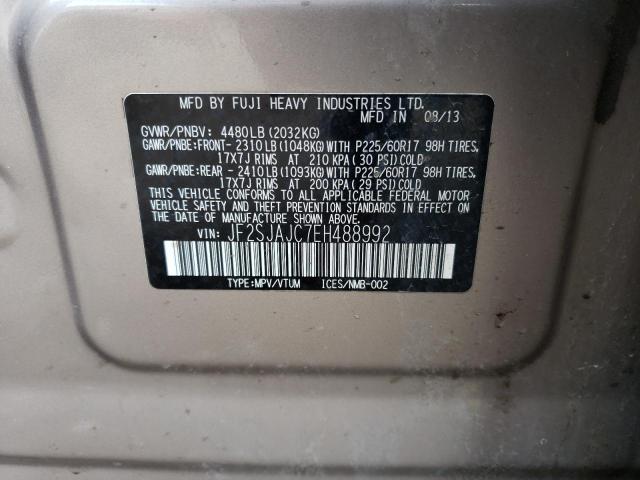 MFD BY FUJI HEAVY INDUSTRIES LTD.
MFD IN 08/13
GVWR/PNBV: 4480LB(2032KG)
GAWR/PNBE:FRONT- 2310LB(1048KG)WITH P225/60R17 98H TIRES,
17X7J RIMS AT 210 KPA( 30 PSI)COLD
GAWR/PNBE:REAR - 2410LB(1093KG)WITH P225/60R17 98H TIRES,
17X7J RIMS AT 200 KPA( 29 PSI)COLD
THIS VEHICLE CONFORMS TO ALL APPLICABLE FEDERAL MOTOR
VEHICLE SAFETY AND BUMPER STANDARDS IN EFFECT ON THE
DATE OF MANUFACTURE SHOWN ABOVE.
VIN: JF2SJAJC7EH488992
TYPE:MPV/VTUM ICES/NMB-002